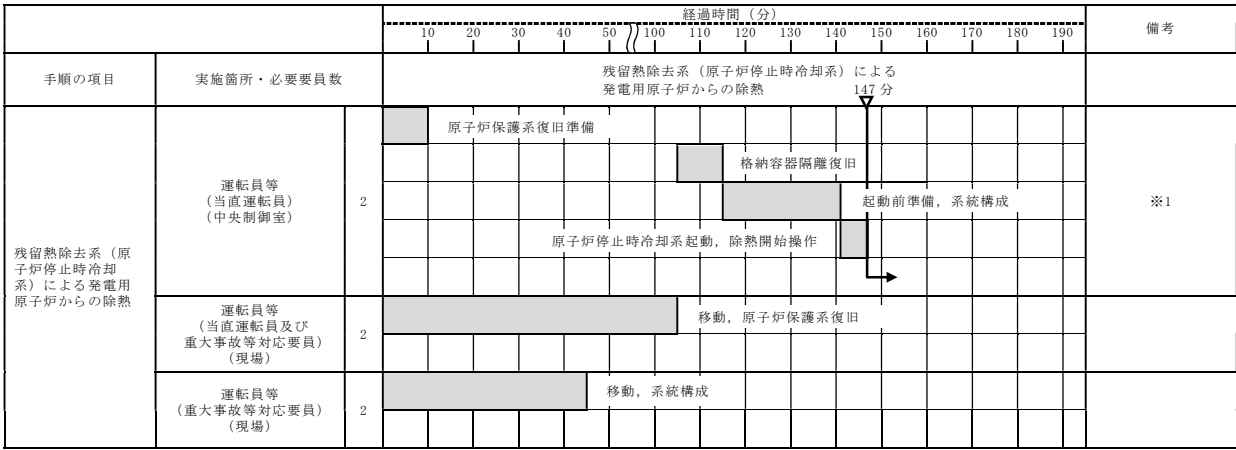 経過時間（分）
備考
10 20 30 40 50 100 110 120 130 140 150 160 170 180 190
手順の項目
実施箇所・必要要員数
残留熱除去系（原子炉停止時冷却系）による
発電用原子炉からの除熱 147分
残留熱除去系（原
子炉停止時冷却
系）による発電用
原子炉からの除熱
運転員等
（当直運転員）
（中央制御室）
2
原子炉保護系復旧準備
格納容器隔離復旧
起動前準備，系統構成
原子炉停止時冷却系起動，除熱開始操作
※1
運転員等
（当直運転員及び
重大事故等対応要員）
（現場）
2
移動，原子炉保護系復旧
運転員等
（重大事故等対応要員）
（現場）
2
移動，系統構成